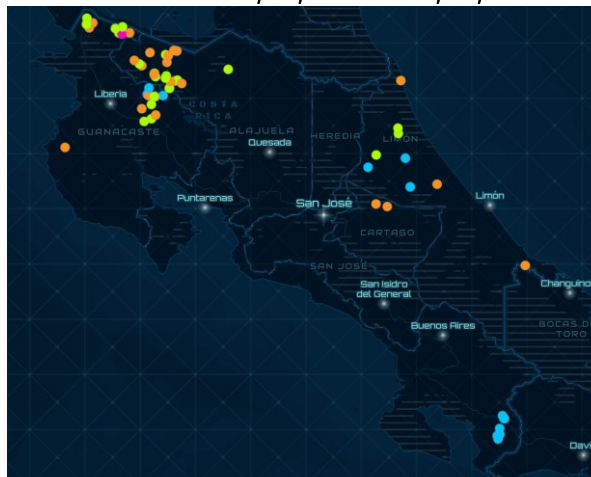 Liberia
COSTA
RICA
GUANACASTE
ALAJUELA
HEREDIA
LIMÓN
Quesada
Puntarenas
San José
Limón
CARTAGO
SAN JOSÉ
San Isidro
del General
Changuino
BOCAS D
TORO
Buenos Aires
Davi